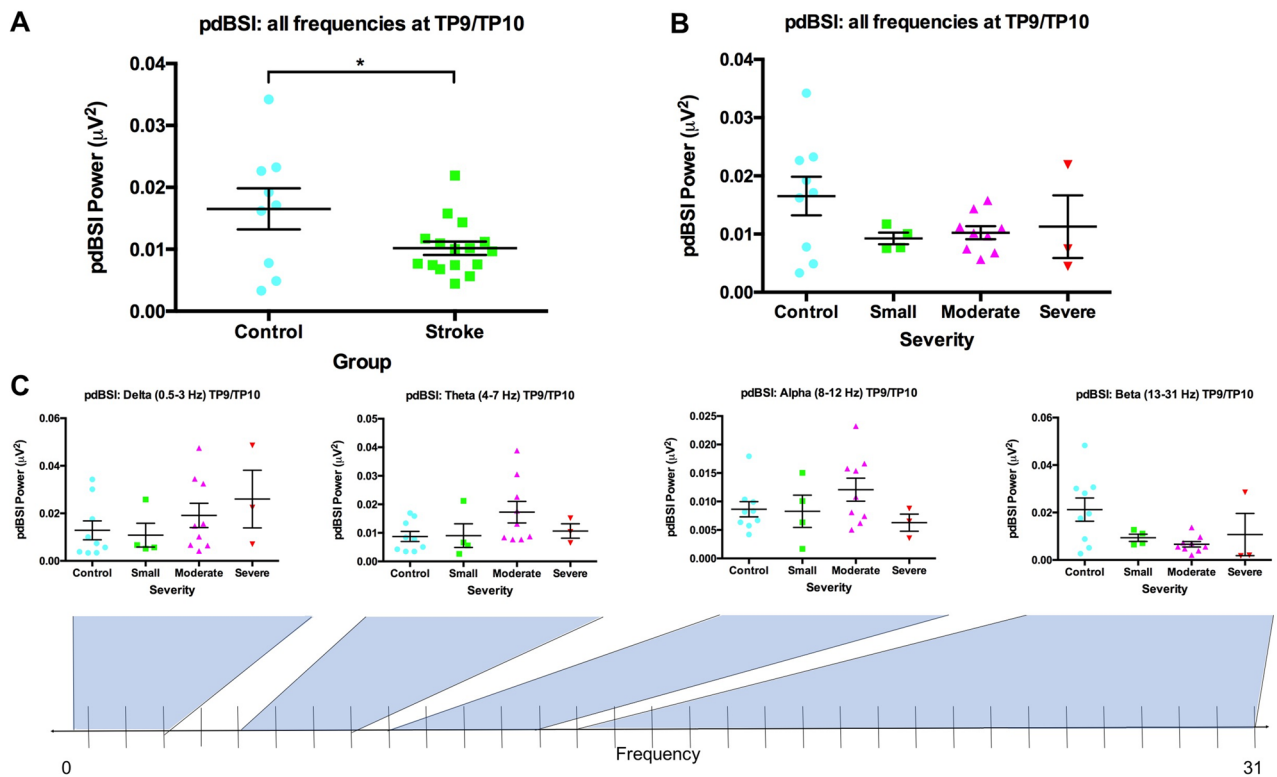 A
pdBSI: all frequencies at TP9/TP10
pdBSI Power (µV²)
0.04
0.03
0.02
0.01
0.00
*
Control Stroke
Group
B
pdBSI: all frequencies at TP9/TP10
pdBSI Power (µV²)
0.04
0.03
0.02
0.01
0.00
Control Small Moderate Severe
Severity
C
pdBSI: Delta (0.5-3 Hz) TP9/TP10
pdBSI Power (µV²)
0.06
0.04
0.02
0.00
Control Small Moderate Severe
Severity
pdBSI: Theta (4-7 Hz) TP9/TP10
pdBSI Power (µV²)
0.05
0.04
0.03
0.02
0.01
0.00
Control Small Moderate Severe
Severity
pdBSI: Alpha (8-12 Hz) TP9/TP10
pdBSI Power (µV²)
0.025
0.020
0.015
0.010
0.005
0.000
Control Small Moderate Severe
Severity
pdBSI: Beta (13-31 Hz) TP9/TP10
pdBSI Power (µV²)
0.06
0.04
0.02
0.00
Control Small Moderate Severe
Severity
Frequency
0 31